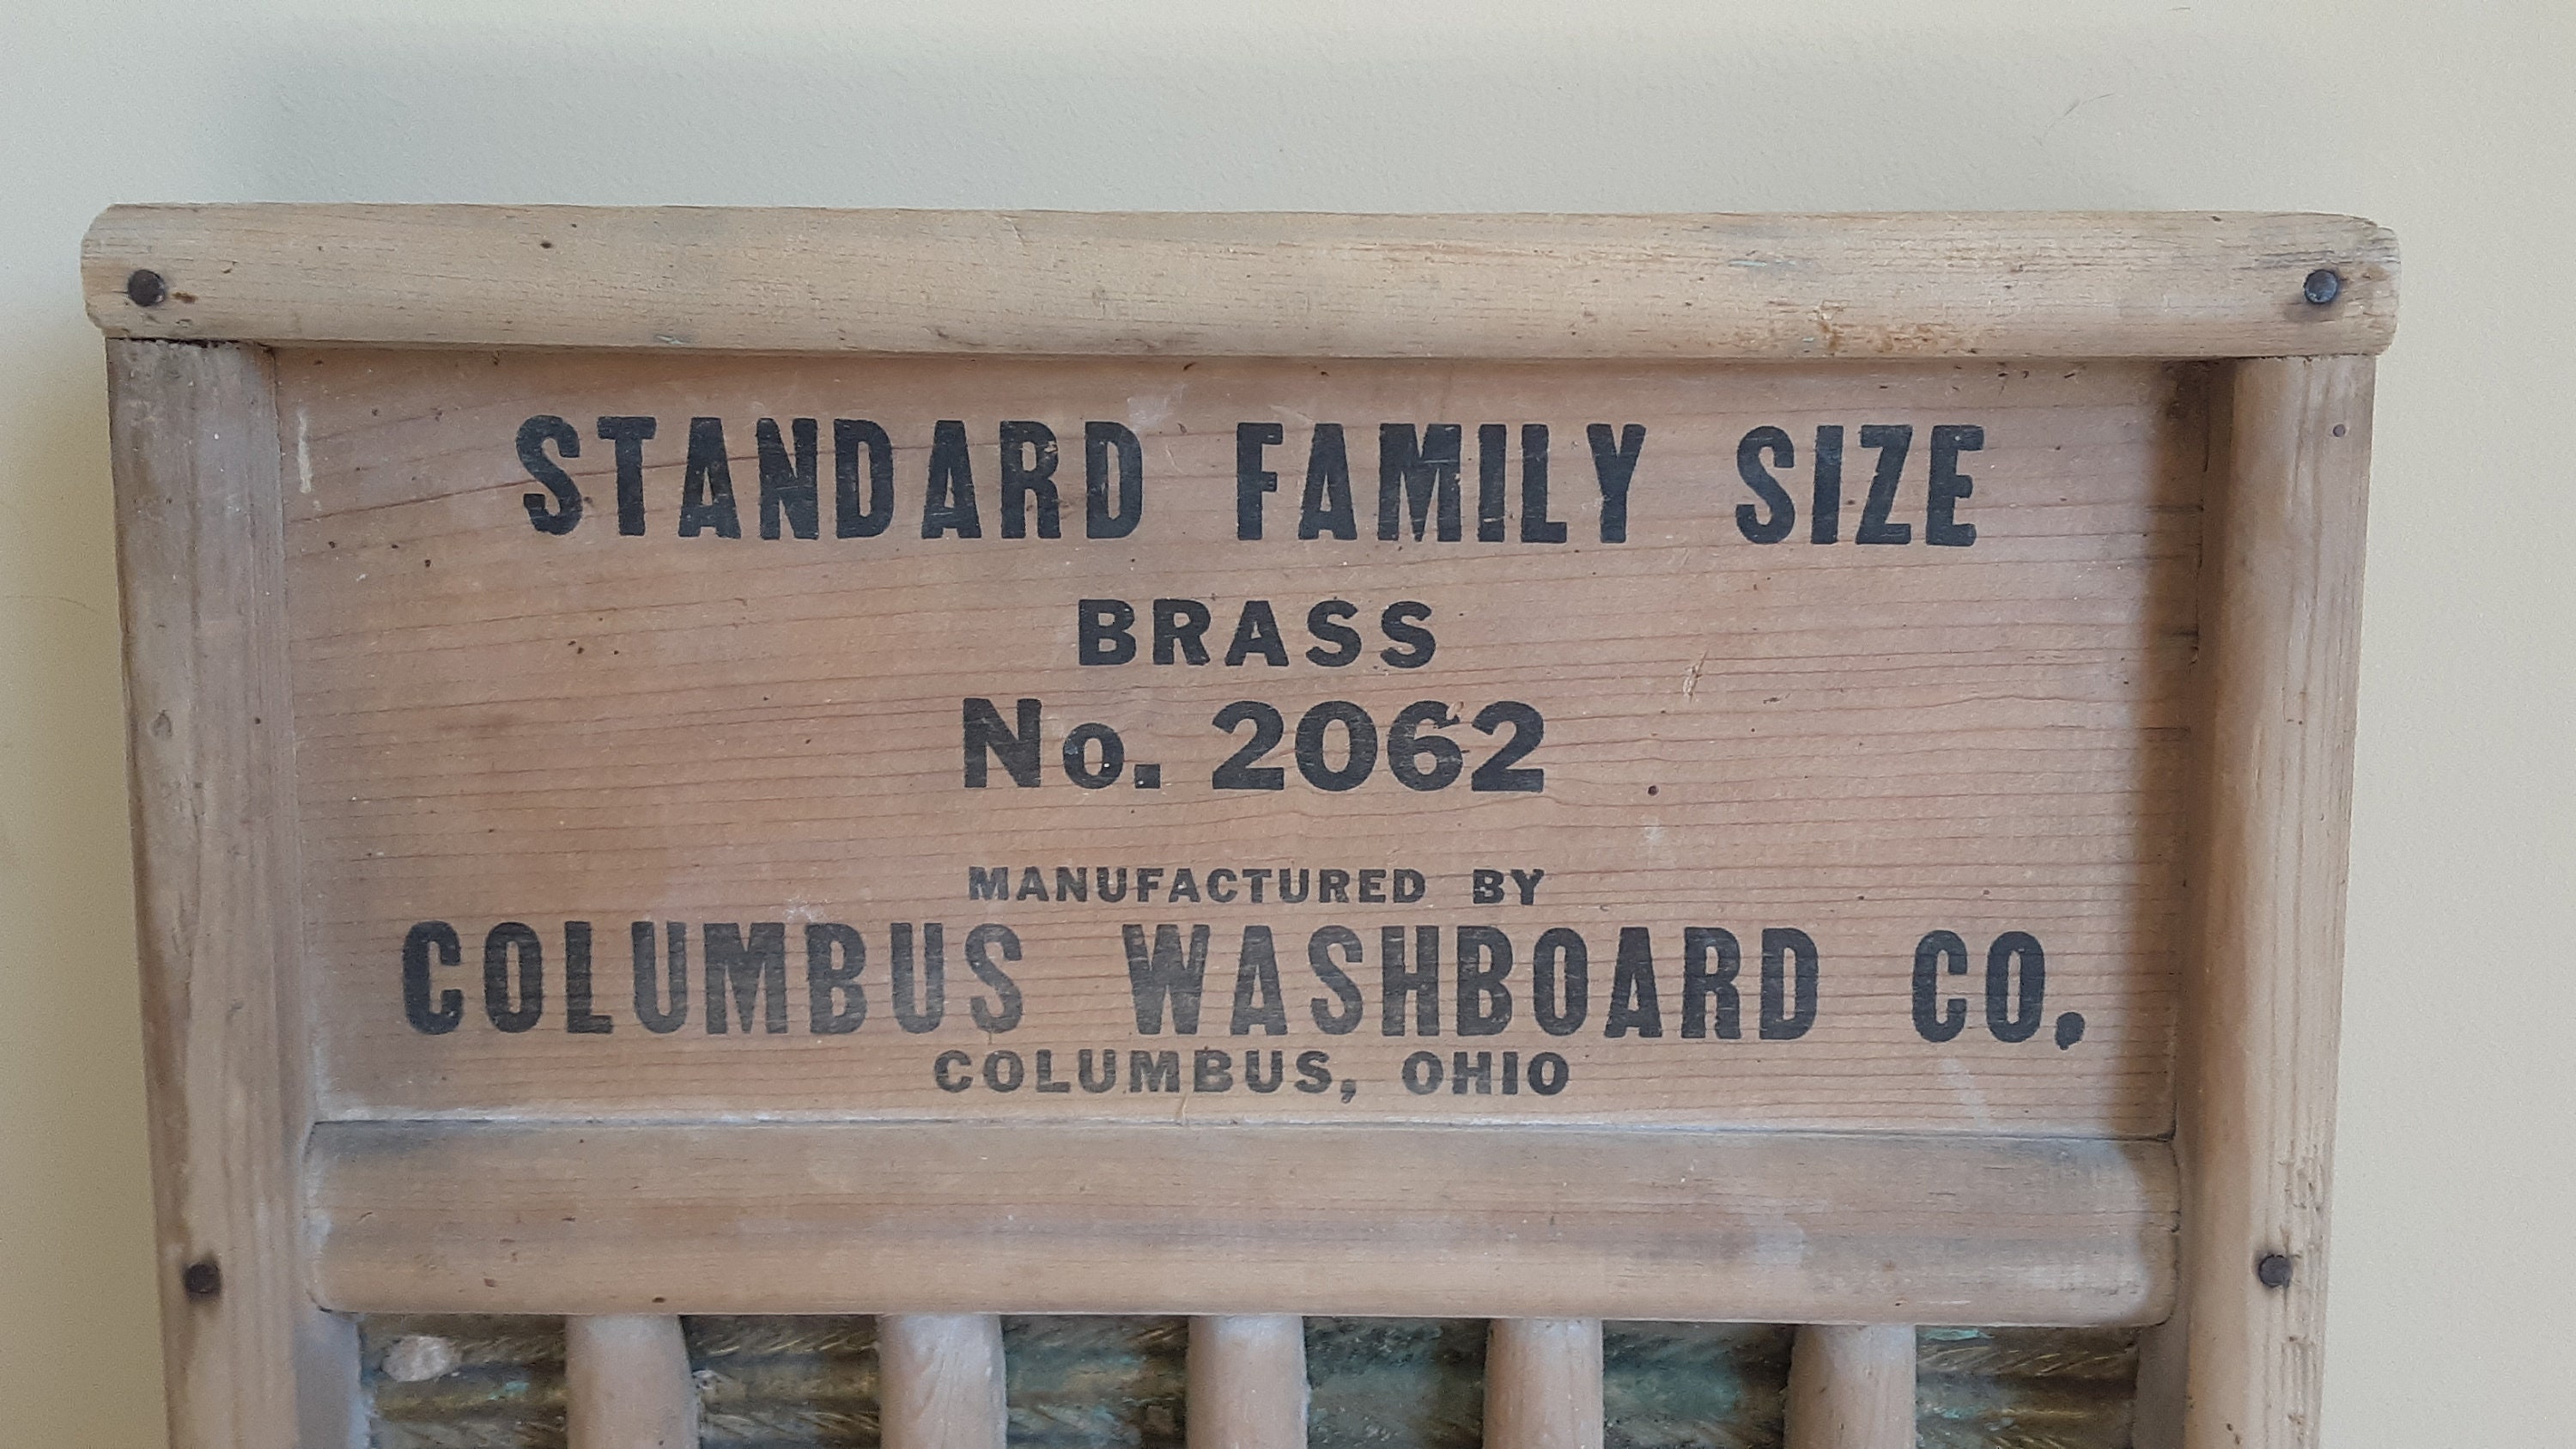 STANDARD FAMILY SIZE
BRASS
No. 2062
MANUFACTURED BY
COLUMBUS WASHBOARD CO.
COLUMBUS, OHIO